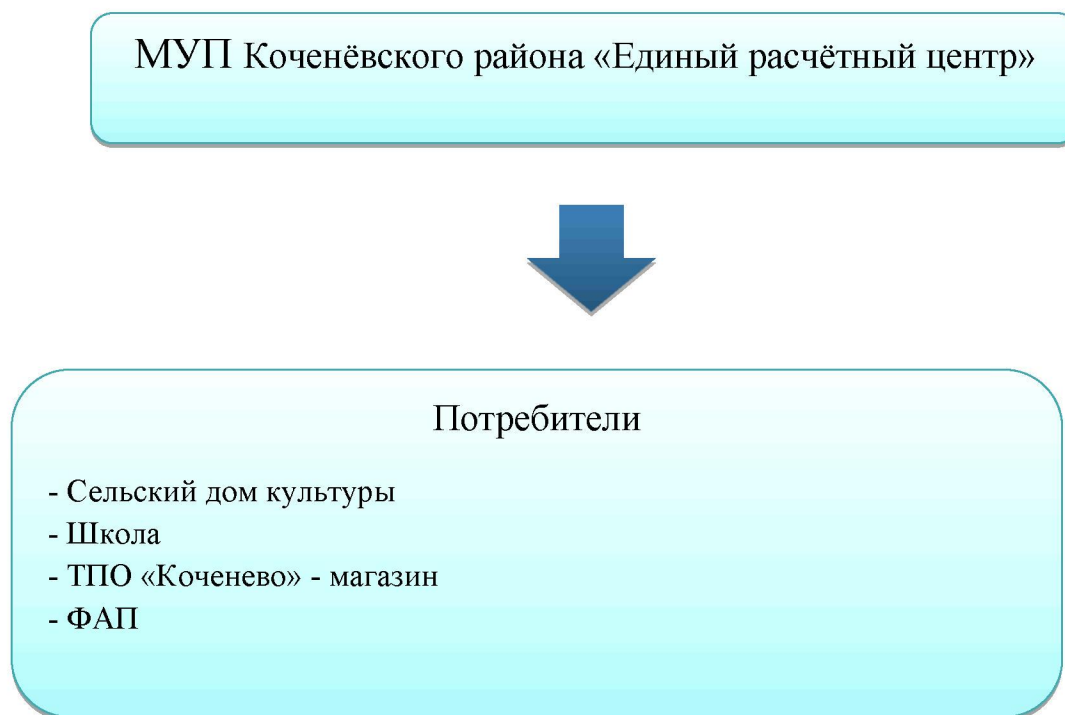 МУП Коченёвского района «Единый расчётный центр»
Потребители
- Сельский дом культуры
- Школа
- ТПО «Коченево» - магазин
- ФАП